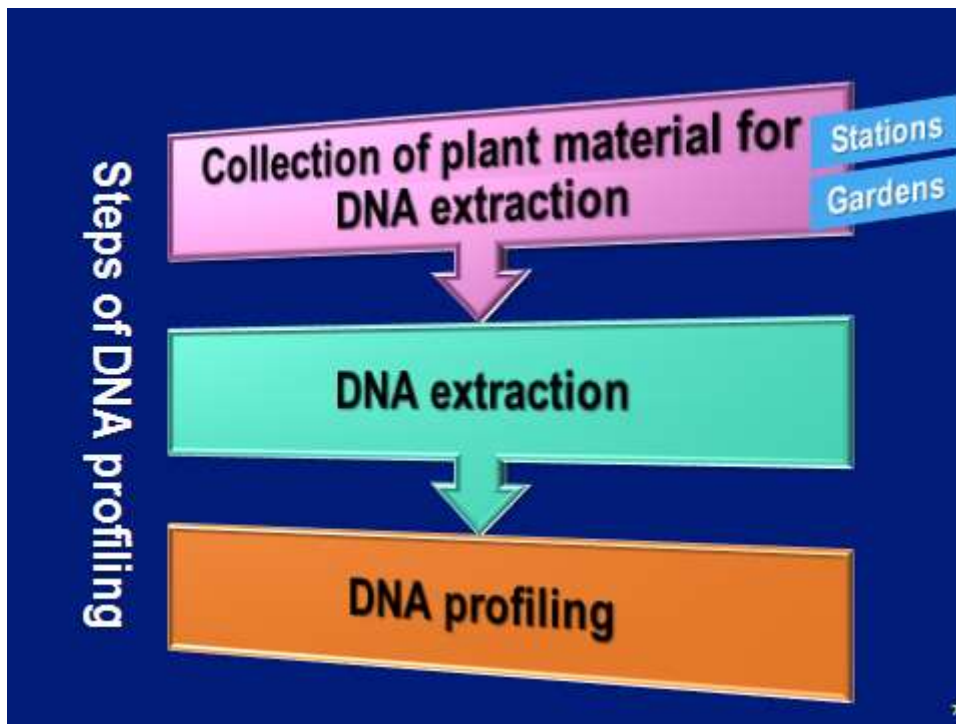 Steps of DNA profiling
Collection of plant material for
DNA extraction
Stations
Gardens
DNA extraction
DNA profiling